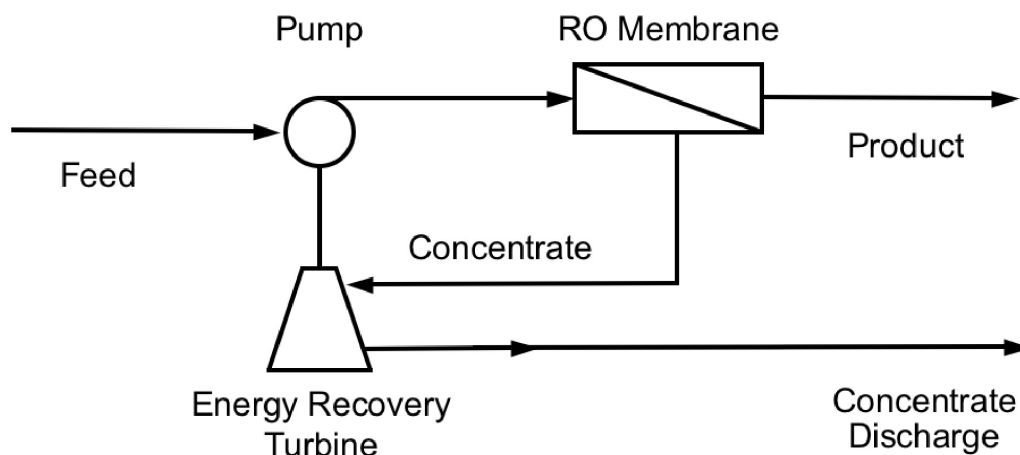 Pump
RO Membrane
Feed
Product
Concentrate
Energy Recovery
Turbine
Concentrate
Discharge